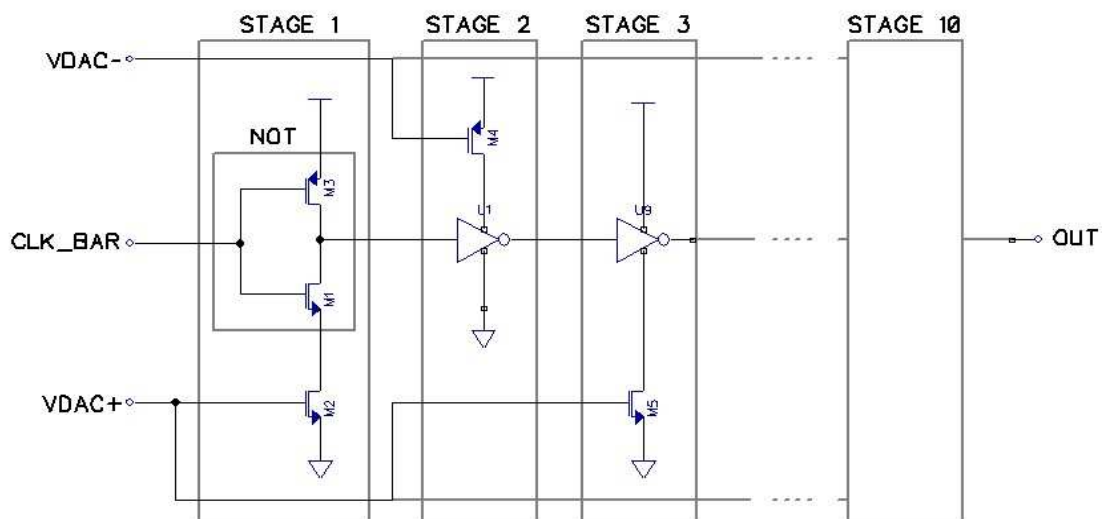 STAGE 1
STAGE 2
STAGE 3
STAGE 10
VDAC-
M4
NOT
M3
U1
U9
CLK_BAR
OUT
M1
VDAC+
M2
M5